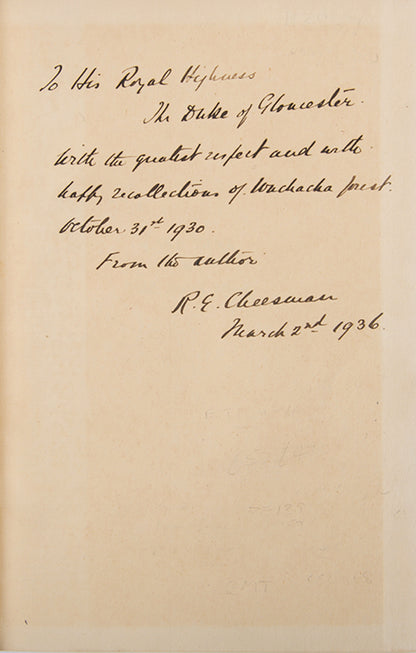 To His Royal Highness
The Duke of Gloucester.
With the greatest respect and with
happy recollections of Wachacha forest.
October 31st 1930.
From the author
R. E. Cheesman
March 2nd 1936.